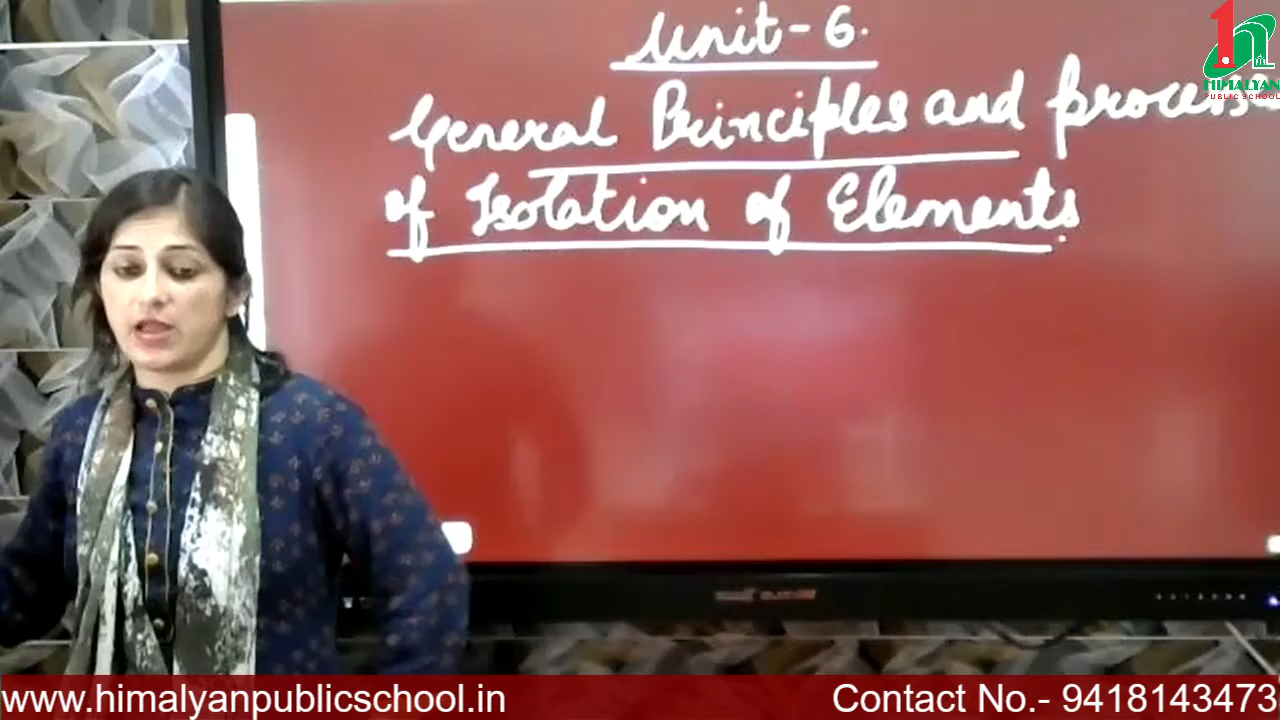 Unit - 6.
General Principles and process
of Isolation of Elements.
HIMALYAN
PUBLIC SCHOOL
www.himalyanpublicschool.in
Contact No.- 9418143473